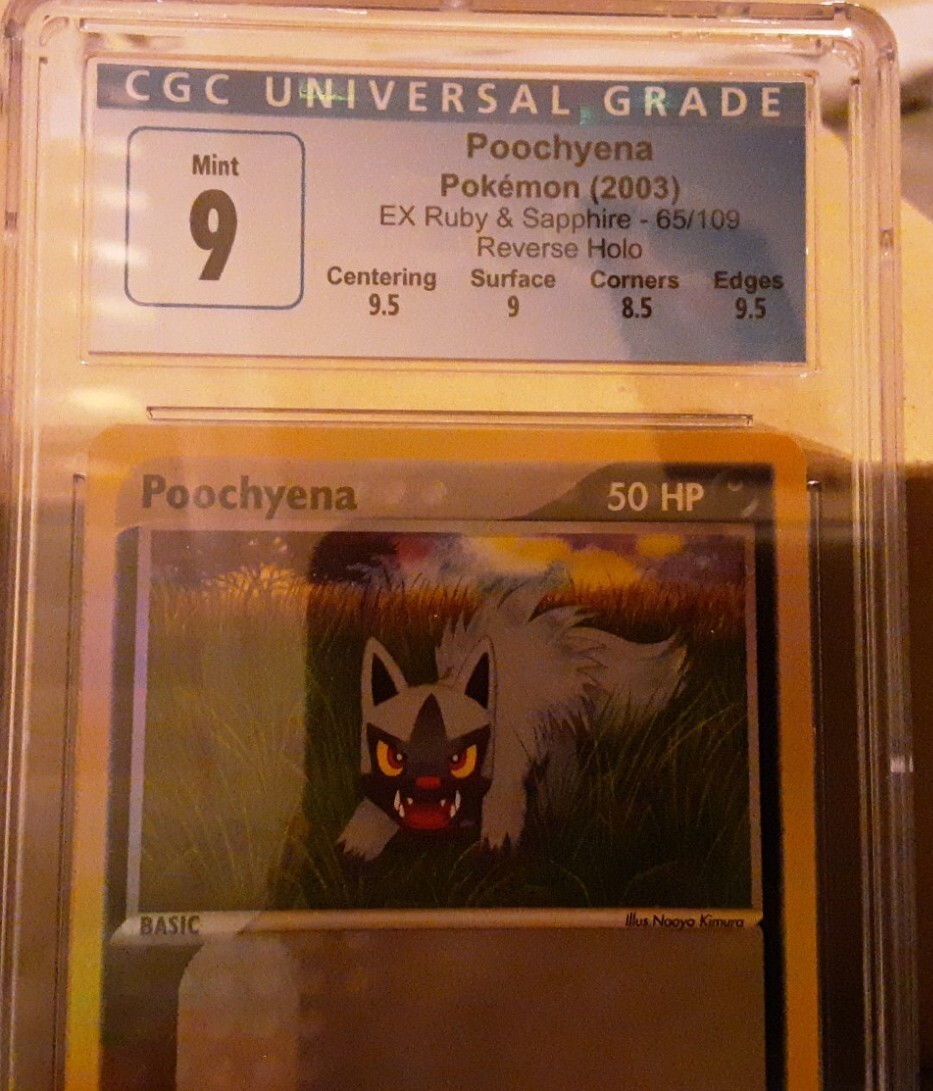 CGC UNIVERSAL GRADE
Mint
9
Poochyena
Pokémon (2003)
EX Ruby & Sapphire - 65/109
Reverse Holo
Centering Surface Corners Edges
9.5 9 8.5 9.5
Poochyena 50 HP
BASIC Illus Naoyo Kimura